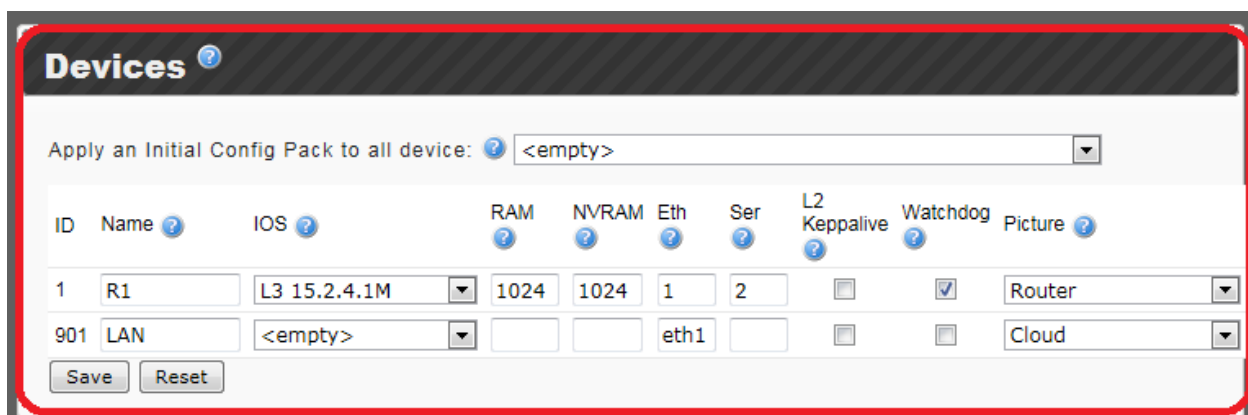 Devices ?
Apply an Initial Config Pack to all device: ? <empty>
ID Name ? IOS ? RAM ? NVRAM ? Eth ? Ser ? L2 Keppalive ? Watchdog ? Picture ?
1 R1 L3 15.2.4.1M 1024 1024 1 2 Router
901 LAN <empty> eth1 Cloud
Save Reset